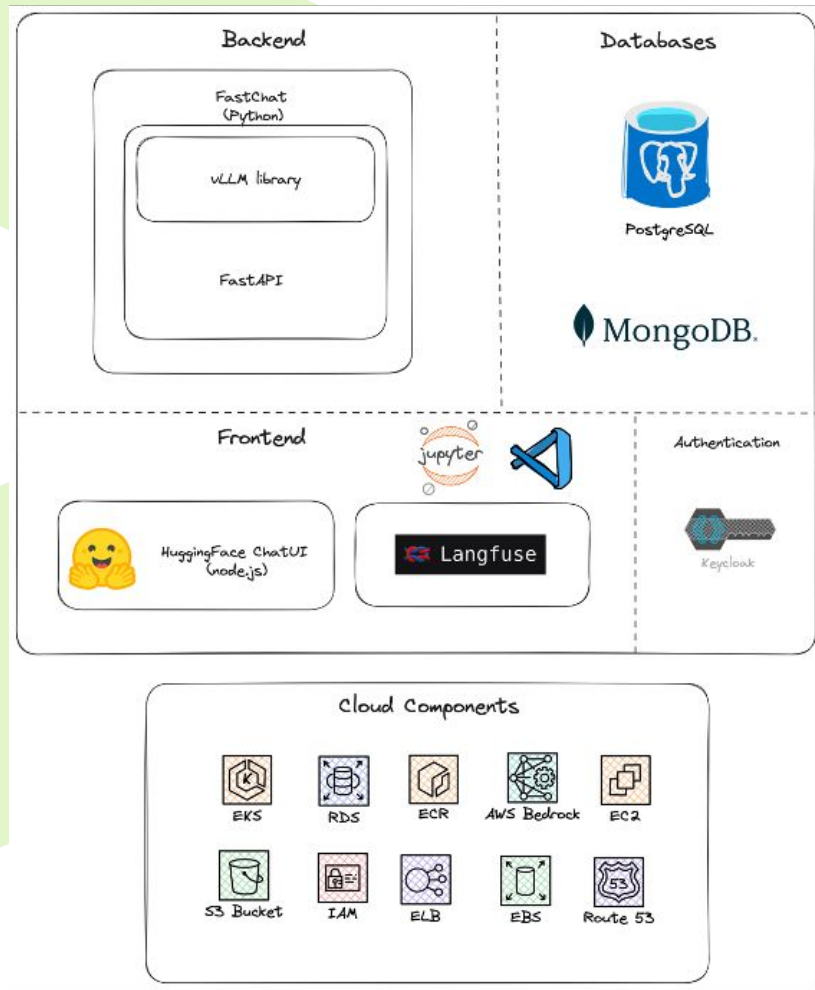 Backend
FastChat
(Python)
vLLM library
FastAPI
Databases
PostgreSQL
MongoDB.
Frontend
jupyter
HuggingFace ChatUI
(node.js)
Langfuse
Authentication
Keycloak
Cloud Components
EKS
RDS
ECR
AWS Bedrock
EC2
S3 Bucket
IAM
ELB
EBS
53
Route 53